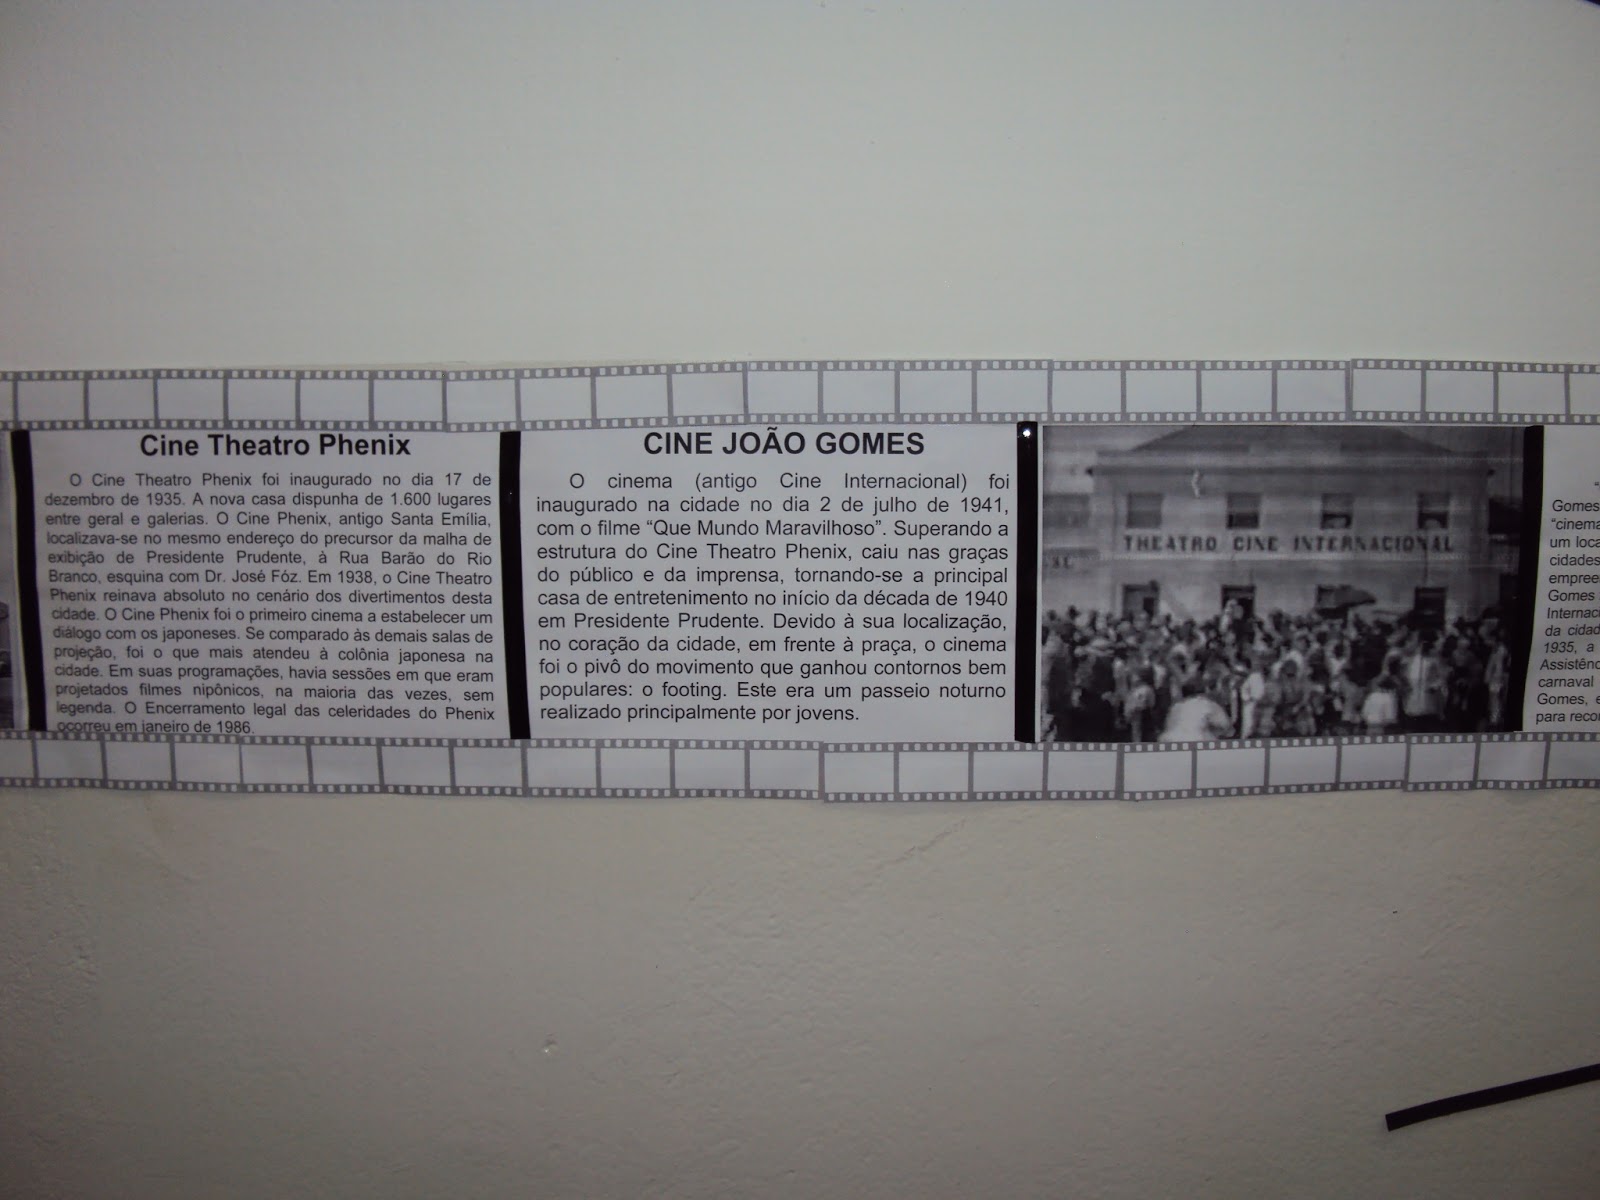 Cine Theatro Phenix
O Cine Theatro Phenix foi inaugurado no dia 17 de
dezembro de 1935. A nova casa dispunha de 1.600 lugares
entre geral e galerias. O Cine Phenix, antigo Santa Emília,
localizava-se no mesmo endereço do precursor da malha de
exibição de Presidente Prudente, à Rua Barão do Rio
Branco, esquina com Dr. José Fóz. Em 1938, o Cine Theatro
Phenix reinava absoluto no cenário dos divertimentos desta
cidade. O Cine Phenix foi o primeiro cinema a estabelecer um
diálogo com os japoneses. Se comparado às demais salas de
projeção, foi o que mais atendeu à colônia japonesa na
cidade. Em suas programações, havia sessões em que eram
projetados filmes nipônicos, na maioria das vezes, sem
legenda. O Encerramento legal das celeridades do Phenix
ocorreu em janeiro de 1986.
CINE JOÃO GOMES
O cinema (antigo Cine Internacional) foi
inaugurado na cidade no dia 2 de julho de 1941,
com o filme “Que Mundo Maravilhoso”. Superando a
estrutura do Cine Theatro Phenix, caiu nas graças
do público e da imprensa, tornando-se a principal
casa de entretenimento no início da década de 1940
em Presidente Prudente. Devido à sua localização,
no coração da cidade, em frente à praça, o cinema
foi o pivô do movimento que ganhou contornos bem
populares: o footing. Este era um passeio noturno
realizado principalmente por jovens.
THEATRO CINE INTERNACIONAL
“
Gomes
“cinema
um loca
cidades
empree
Gomes
Internac
da cidad
1935, a
Assistênc
carnaval
Gomes, e
para reco